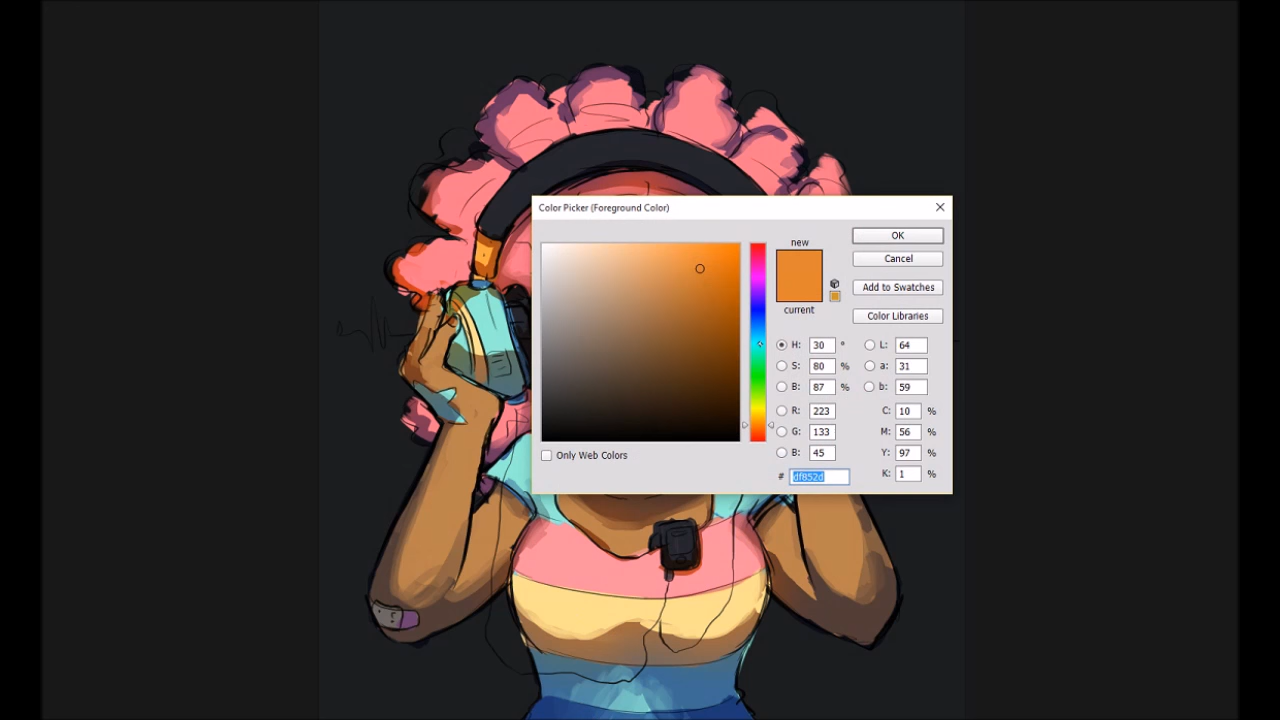 Color Picker (Foreground Color)
new
current
OK
Cancel
Add to Swatches
Color Libraries
H: 30 °
S: 80 %
B: 87 %
R: 223
G: 133
B: 45
# df852d
L: 64
a: 31
b: 59
C: 10 %
M: 56 %
Y: 97 %
K: 1 %
Only Web Colors